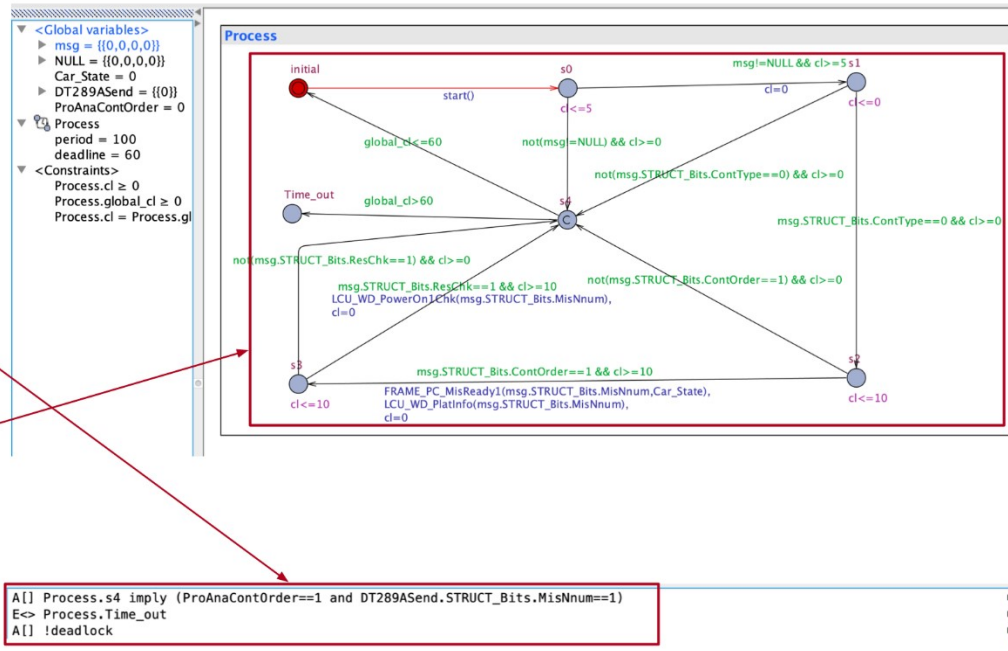 <Global variables>
msg = {{0,0,0,0}}
NULL = {{0,0,0,0}}
Car_State = 0
DT289ASend = {{0}}
ProAnaContOrder = 0
Process
period = 100
deadline = 60
<Constraints>
Process.cl ≥ 0
Process.global_cl ≥ 0
Process.cl = Process.gl
Process
initial
start()
s0
cl<=5
msg!=NULL && cl>=5
cl=0
s1
cl<=0
global_cl<=60
not(msg!=NULL) && cl>=0
not(msg.STRUCT_Bits.ContType==0) && cl>=0
Time_out
global_cl>60
s4
C
msg.STRUCT_Bits.ContType==0 && cl>=0
not(msg.STRUCT_Bits.ResChk==1) && cl>=0
not(msg.STRUCT_Bits.ContOrder==1) && cl>=0
msg.STRUCT_Bits.ResChk==1 && cl>=10
LCU_WD_PowerOn1Chk(msg.STRUCT_Bits.MisNnum),
cl=0
s3
cl<=10
msg.STRUCT_Bits.ContOrder==1 && cl>=10
FRAME_PC_MisReady1(msg.STRUCT_Bits.MisNnum,Car_State),
LCU_WD_PlatInfo(msg.STRUCT_Bits.MisNnum),
cl=0
s2
cl<=10
A[] Process.s4 imply (ProAnaContOrder==1 and DT289ASend.STRUCT_Bits.MisNnum==1)
E<> Process.Time_out
A[] !deadlock